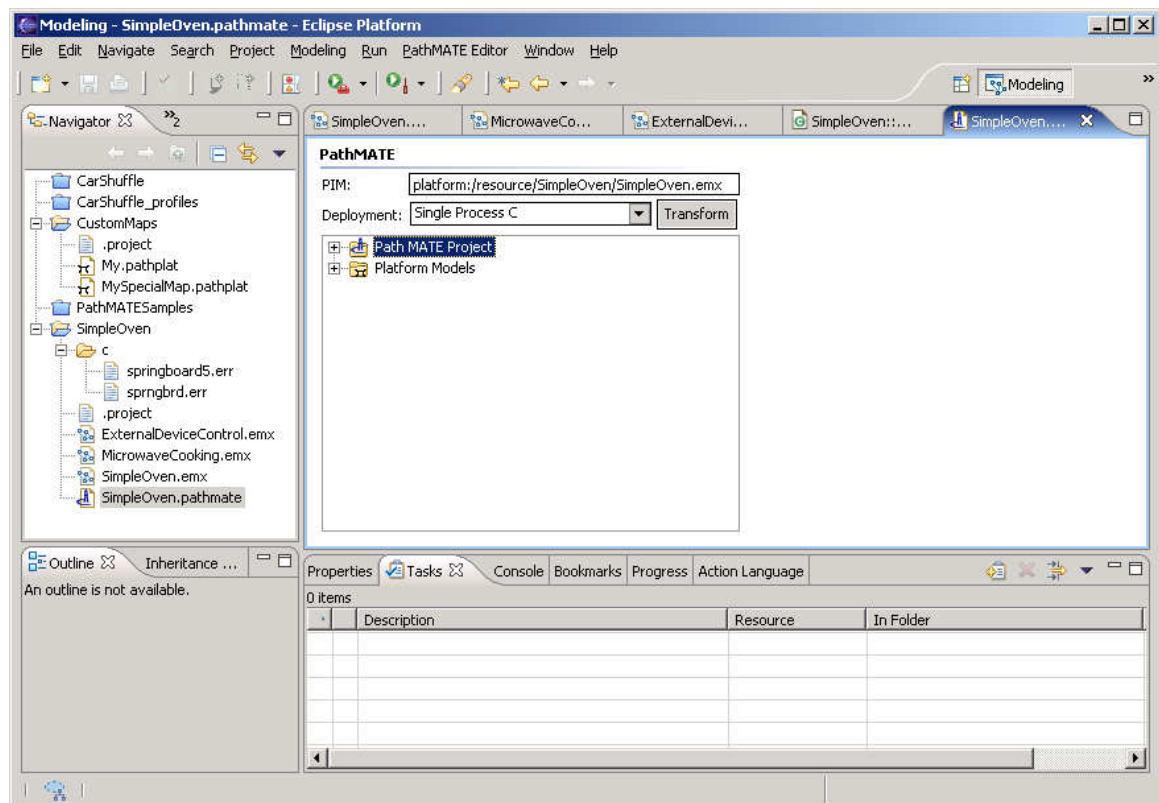 Modeling - SimpleOven.pathmate - Eclipse Platform
File Edit Navigate Search Project Modeling Run PathMATE Editor Window Help
Modeling
Navigator
2
SimpleOven....
MicrowaveCo...
ExternalDevi...
SimpleOven::...
SimpleOven....
CarShuffle
CarShuffle_profiles
CustomMaps
.project
My.pathplat
MySpecialMap.pathplat
PathMATESamples
SimpleOven
c
springboard5.err
sprngbrd.err
.project
ExternalDeviceControl.emx
MicrowaveCooking.emx
SimpleOven.emx
SimpleOven.pathmate
PathMATE
PIM: platform:/resource/SimpleOven/SimpleOven.emx
Deployment: Single Process C Transform
Path MATE Project
Platform Models
Outline Inheritance ...
An outline is not available.
Properties Tasks Console Bookmarks Progress Action Language
0 items
Description Resource In Folder